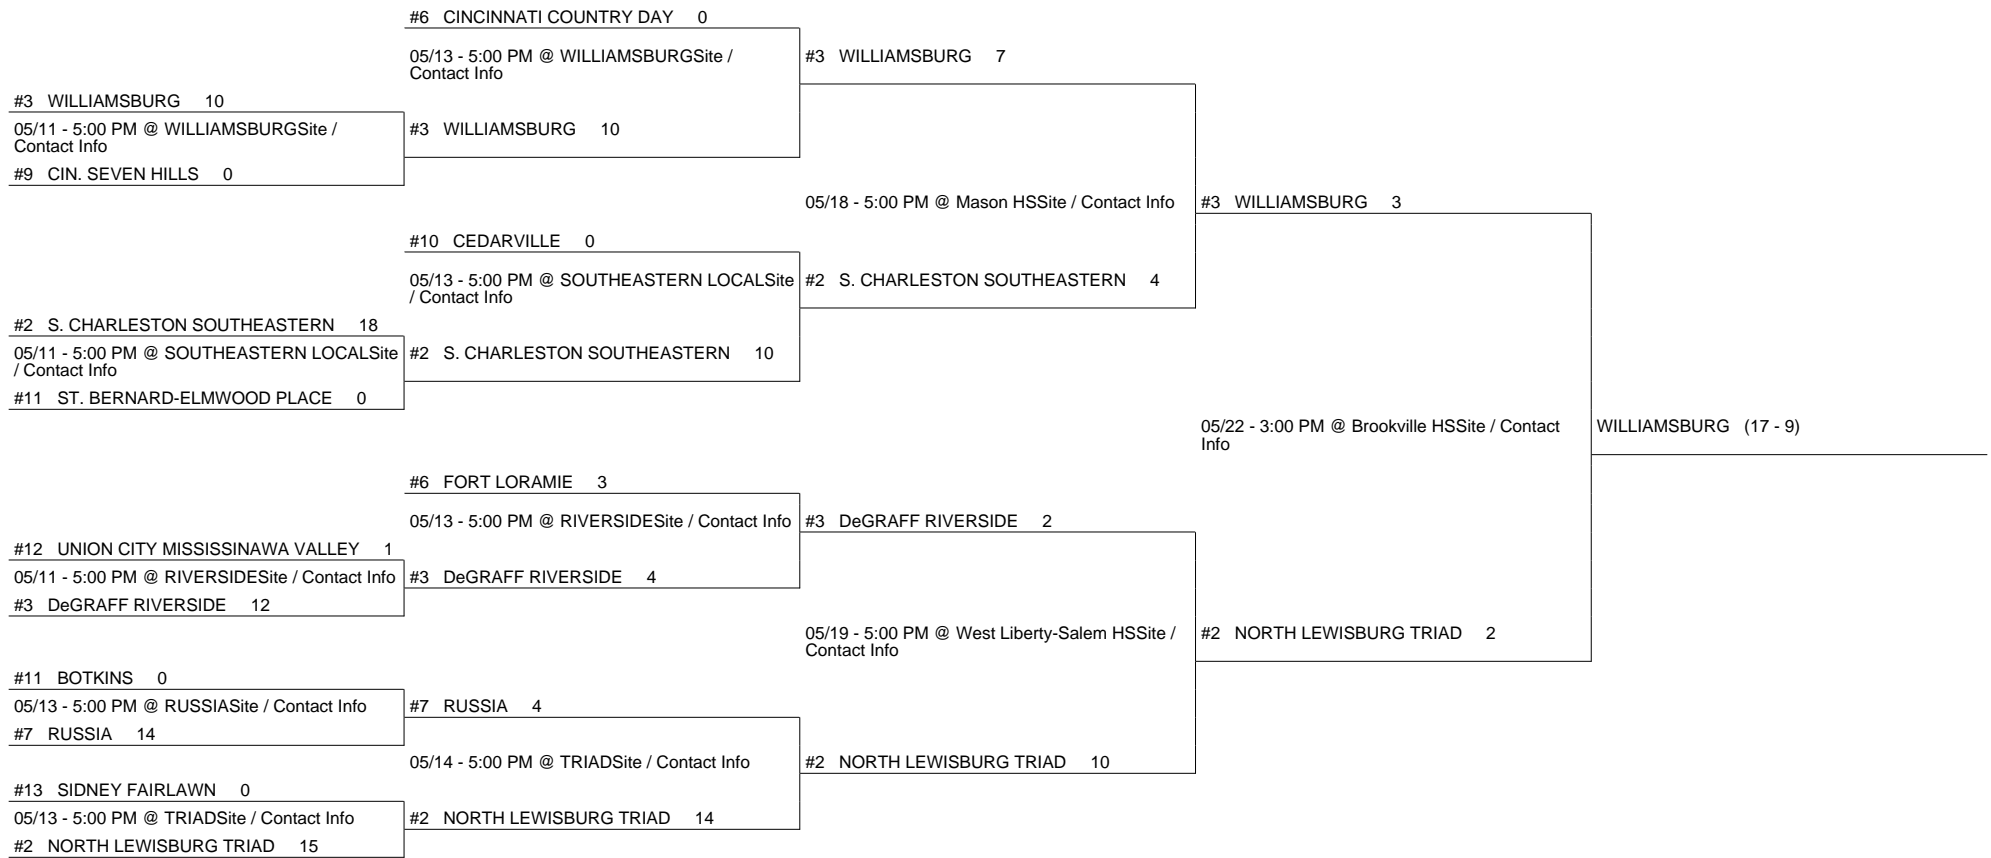 #6 CINCINNATI COUNTRY DAY 0
05/13 - 5:00 PM @ WILLIAMSBURGSite /
Contact Info
#3 WILLIAMSBURG 7
#3 WILLIAMSBURG 10
05/11 - 5:00 PM @ WILLIAMSBURGSite /
Contact Info
#3 WILLIAMSBURG 10
#9 CIN. SEVEN HILLS 0
05/18 - 5:00 PM @ Mason HSSite / Contact Info
#3 WILLIAMSBURG 3
#10 CEDARVILLE 0
05/13 - 5:00 PM @ SOUTHEASTERN LOCALSite
/ Contact Info
#2 S. CHARLESTON SOUTHEASTERN 4
#2 S. CHARLESTON SOUTHEASTERN 18
05/11 - 5:00 PM @ SOUTHEASTERN LOCALSite
/ Contact Info
#2 S. CHARLESTON SOUTHEASTERN 10
#11 ST. BERNARD-ELMWOOD PLACE 0
05/22 - 3:00 PM @ Brookville HSSite / Contact
Info
WILLIAMSBURG (17 - 9)
#6 FORT LORAMIE 3
05/13 - 5:00 PM @ RIVERSIDESite / Contact Info
#3 DeGRAFF RIVERSIDE 2
#12 UNION CITY MISSISSINAWA VALLEY 1
05/11 - 5:00 PM @ RIVERSIDESite / Contact Info
#3 DeGRAFF RIVERSIDE 4
#3 DeGRAFF RIVERSIDE 12
05/19 - 5:00 PM @ West Liberty-Salem HSSite /
Contact Info
#2 NORTH LEWISBURG TRIAD 2
#11 BOTKINS 0
05/13 - 5:00 PM @ RUSSIASite / Contact Info
#7 RUSSIA 4
#7 RUSSIA 14
05/14 - 5:00 PM @ TRIADSite / Contact Info
#2 NORTH LEWISBURG TRIAD 10
#13 SIDNEY FAIRLAWN 0
05/13 - 5:00 PM @ TRIADSite / Contact Info
#2 NORTH LEWISBURG TRIAD 14
#2 NORTH LEWISBURG TRIAD 15